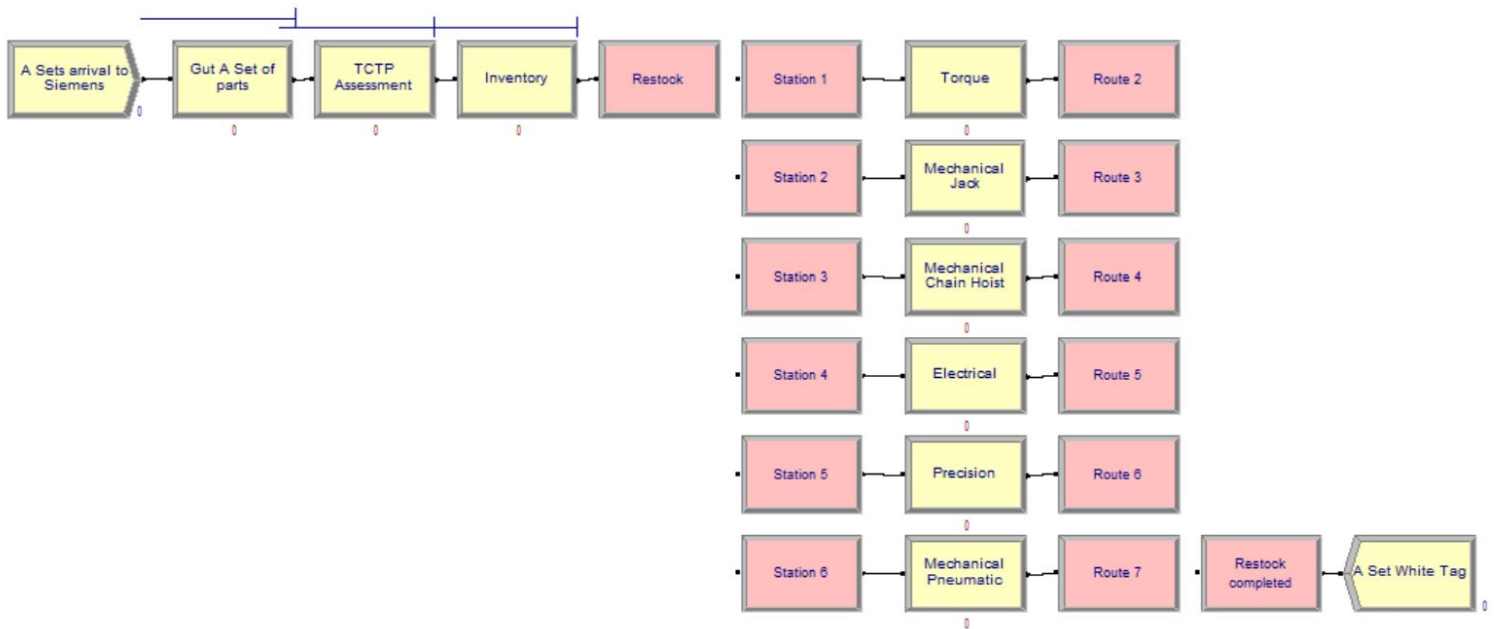 A Sets arrival to
Siemens
0
Gut A Set of
parts
0
TCTP
Assessment
0
Inventory
0
Restock
Station 1
Torque
0
Route 2
Station 2
Mechanical
Jack
0
Route 3
Station 3
Mechanical
Chain Hoist
0
Route 4
Station 4
Electrical
0
Route 5
Station 5
Precision
0
Route 6
Station 6
Mechanical
Pneumatic
0
Route 7
Restock
completed
A Set White Tag
0